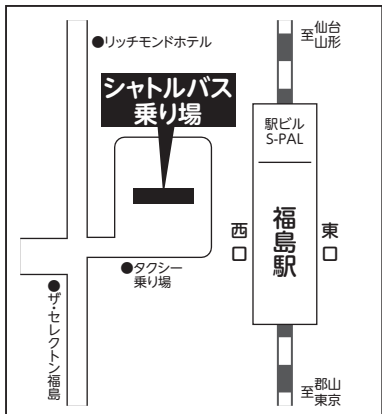 ●リッチモンドホテル
至仙台
山形
シャトルバス
乗り場
駅ビル
S-PAL
西口
福島駅
東口
●タクシー
乗り場
●ザ・セレクトン福島
至郡山
東京